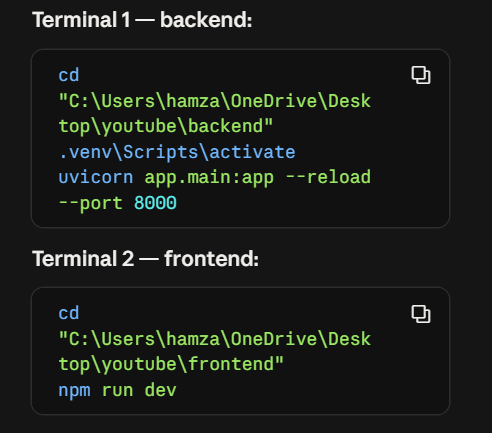 Terminal 1 — backend:
cd
"C:\Users\hamza\OneDrive\Desk
top\youtube\backend"
.venv\Scripts\activate
uvicorn app.main:app --reload
--port 8000
Terminal 2 — frontend:
cd
"C:\Users\hamza\OneDrive\Desk
top\youtube\frontend"
npm run dev